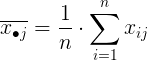 $\overline{x_{\bullet j}} = \frac{1}{n} \cdot \sum_{i=1}^{n} x_{ij}$